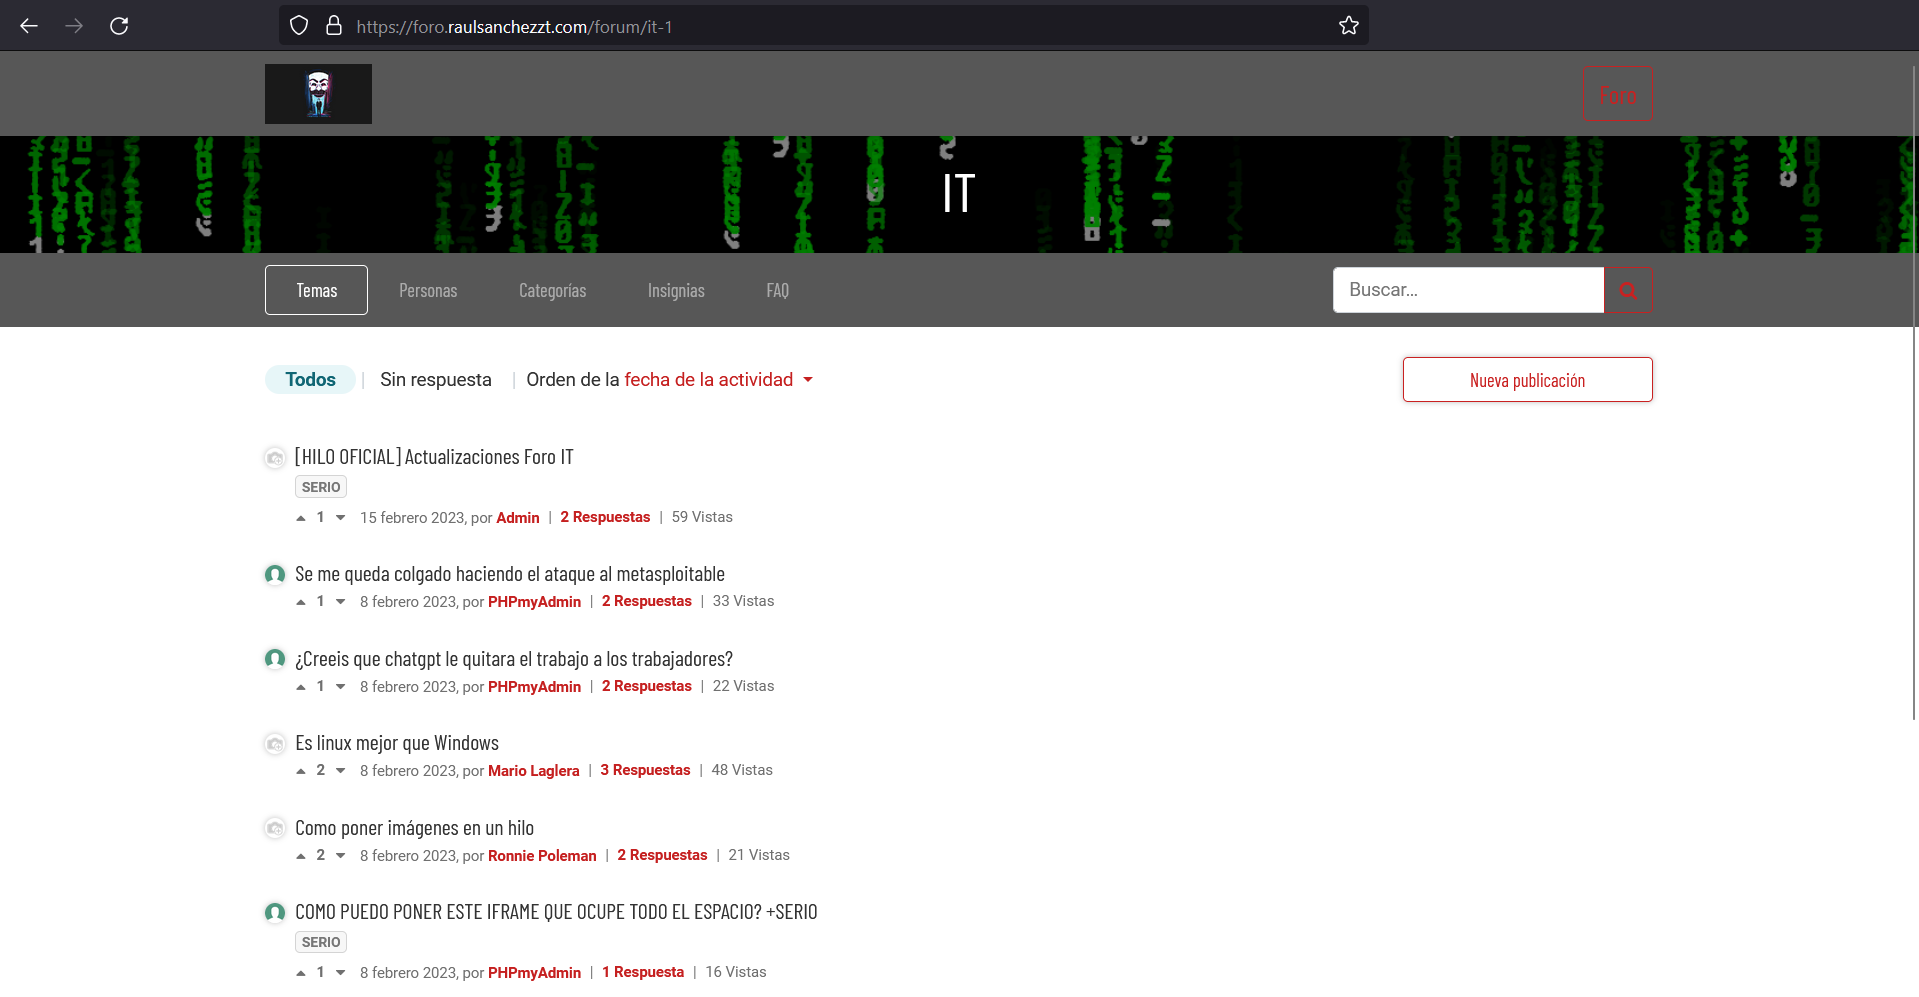 https://foro.raulsanchezzt.com/forum/it-1
Foro
IT
Temas Personas Categorías Insignias FAQ Buscar...
Todos | Sin respuesta | Orden de la fecha de la actividad Nueva publicación
[HILO OFICIAL] Actualizaciones Foro IT
SERIO
1 15 febrero 2023, por Admin | 2 Respuestas | 59 Vistas
Se me queda colgado haciendo el ataque al metasploitable
1 8 febrero 2023, por PHPmyAdmin | 2 Respuestas | 33 Vistas
¿Creeis que chatgpt le quitara el trabajo a los trabajadores?
1 8 febrero 2023, por PHPmyAdmin | 2 Respuestas | 22 Vistas
Es linux mejor que Windows
2 8 febrero 2023, por Mario Laglera | 3 Respuestas | 48 Vistas
Como poner imágenes en un hilo
2 8 febrero 2023, por Ronnie Poleman | 2 Respuestas | 21 Vistas
COMO PUEDO PONER ESTE IFRAME QUE OCUPE TODO EL ESPACIO? +SERIO
SERIO
1 8 febrero 2023, por PHPmyAdmin | 1 Respuesta | 16 Vistas